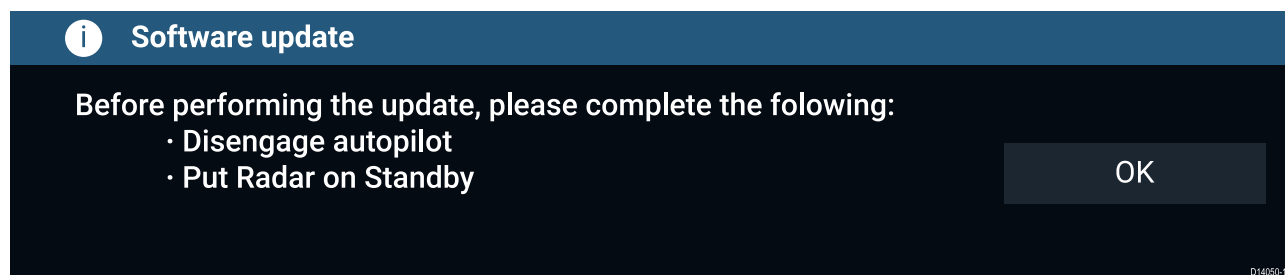 i Software update
Before performing the update, please complete the folowing:
· Disengage autopilot
· Put Radar on Standby
OK